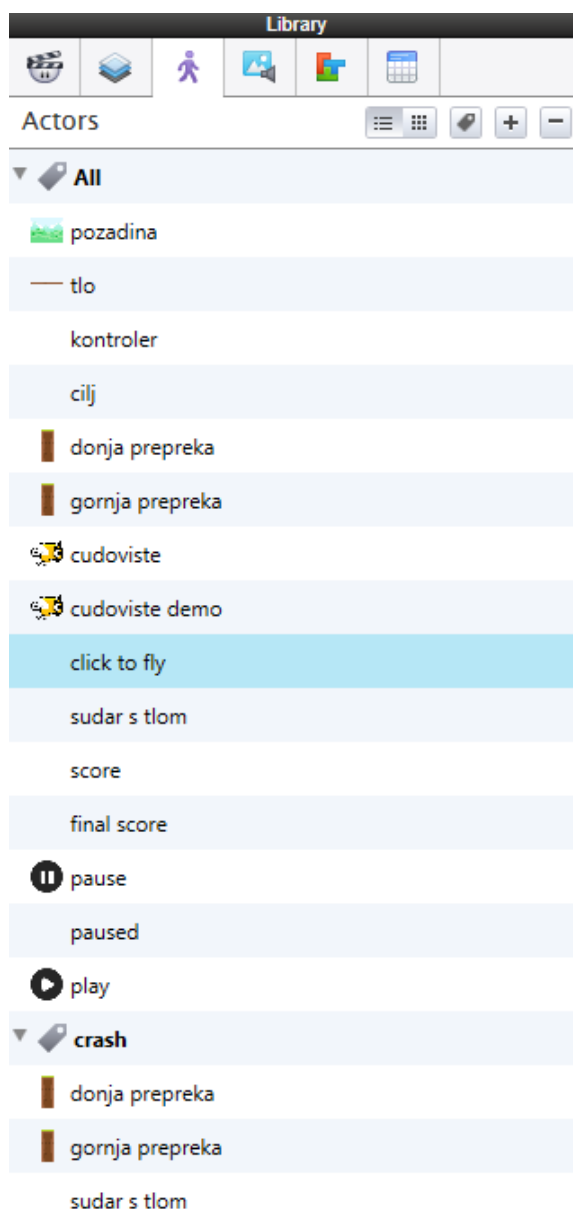 Library
Actors
All
pozadina
tlo
kontroler
cilj
donja prepreka
gornja prepreka
cudoviste
cudoviste demo
click to fly
sudar s tlom
score
final score
pause
paused
play
crash
donja prepreka
gornja prepreka
sudar s tlom